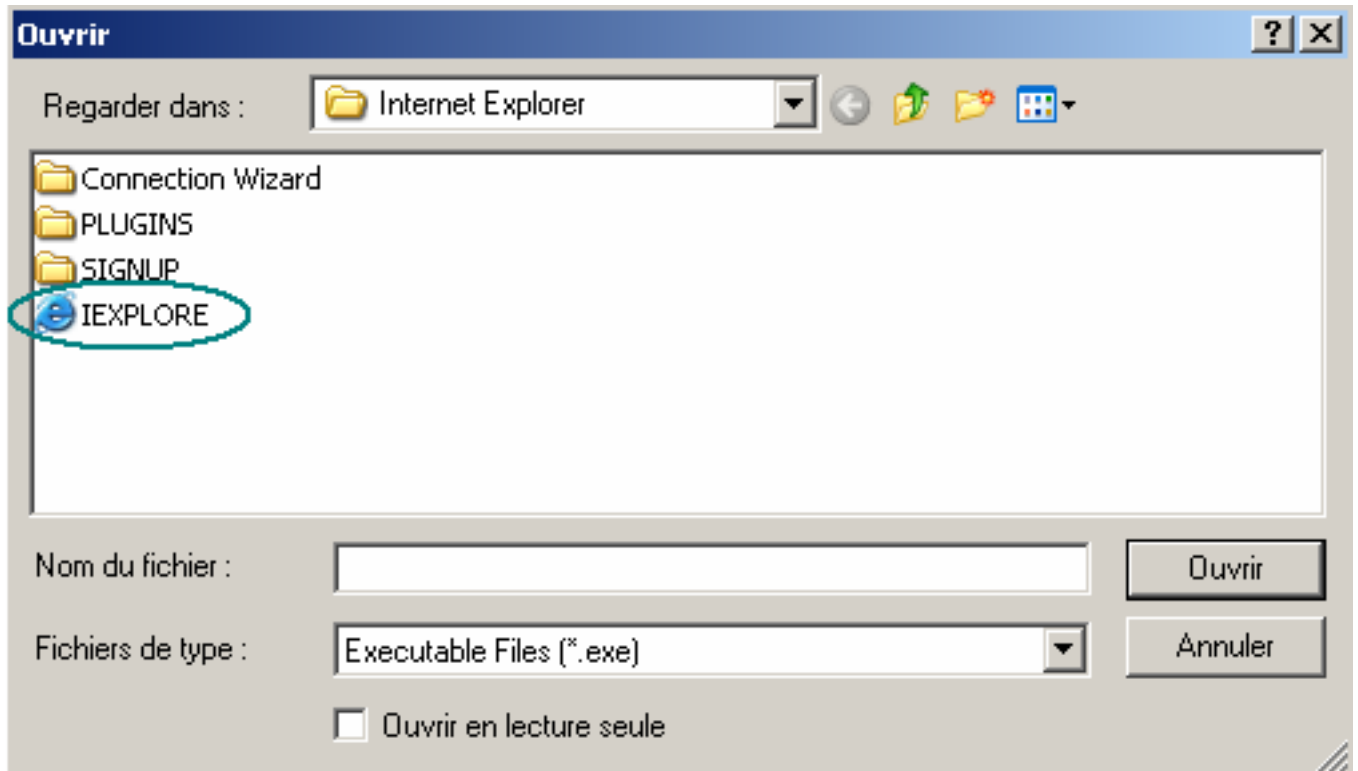 Ouvrir
Regarder dans : Internet Explorer
Connection Wizard
PLUGINS
SIGNUP
IEXPLORE
Nom du fichier : Ouvrir
Fichiers de type : Executable Files (*.exe) Annuler
Ouvrir en lecture seule